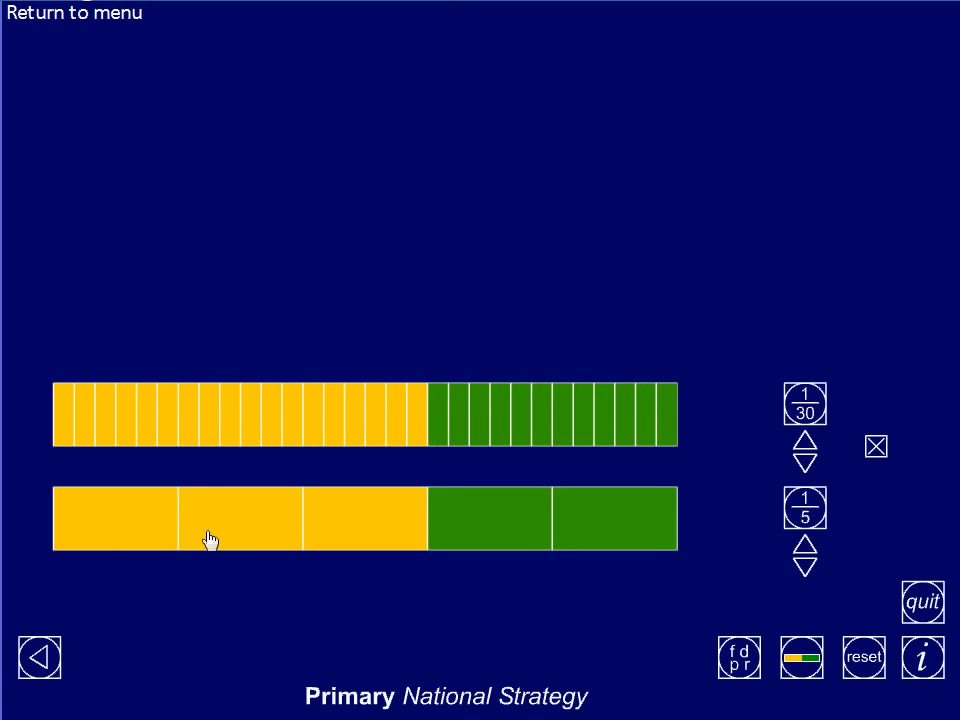 Return to menu
1
30
1
5
quit
f d
p r
reset
i
Primary National Strategy